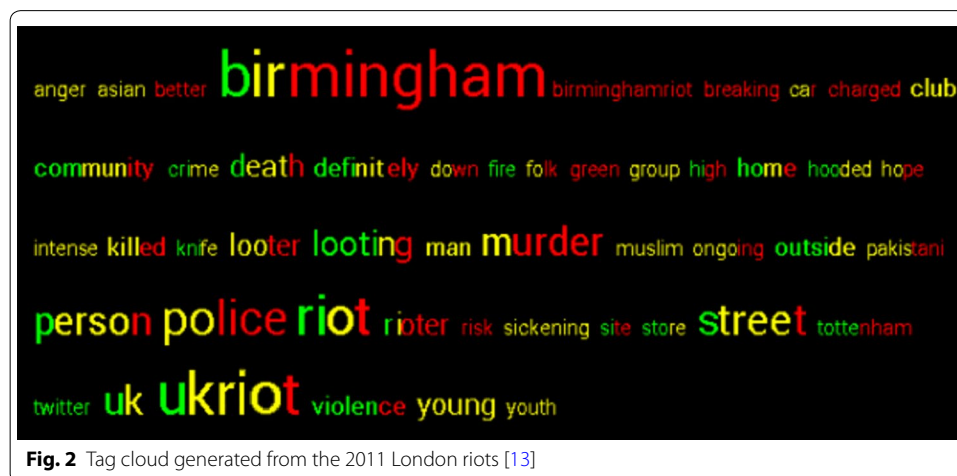 anger asian better birmingham birminghamriot breaking car charged club
community crime death definitely down fire folk green group high home hooded hope
intense killed knife looter looting man murder muslim ongoing outside pakistani
person police riot rioter risk sickening site store street tottenham
twitter uk ukriot violence young youth
Fig. 2 Tag cloud generated from the 2011 London riots [13]